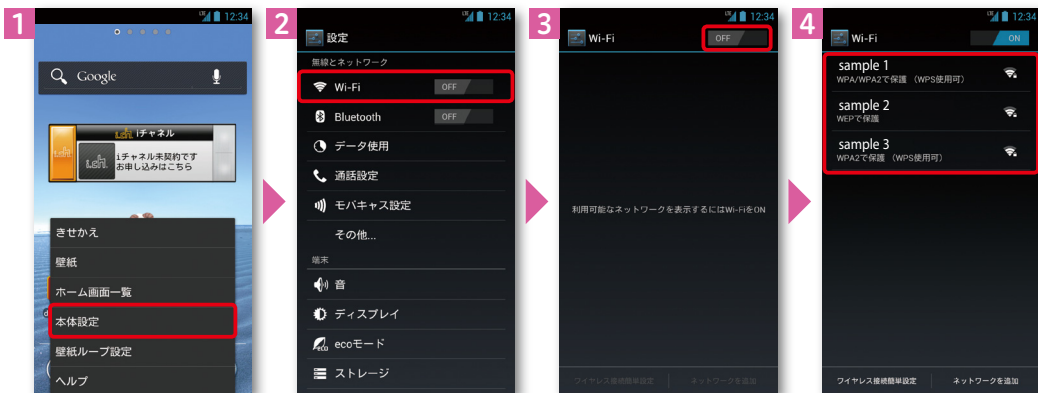 1
12:34
Google
i.ch iチャネル
iチャネル未契約です
お申し込みはこちら
きせかえ
壁紙
ホーム画面一覧
本体設定
壁紙ループ設定
ヘルプ
2
LTE 12:34
設定
無線とネットワーク
Wi-Fi OFF
Bluetooth OFF
データ使用
通話設定
モバキャス設定
その他...
端末
音
ディスプレイ
eco ecoモード
ストレージ
3
LTE 12:34
Wi-Fi OFF
利用可能なネットワークを表示するにはWi-FiをON
ワイヤレス接続簡単設定 ネットワークを追加
4
LTE 12:34
Wi-Fi ON
sample 1
WPA/WPA2で保護 （WPS使用可）
sample 2
WEPで保護
sample 3
WPA2で保護 （WPS使用可）
ワイヤレス接続簡単設定 ネットワークを追加